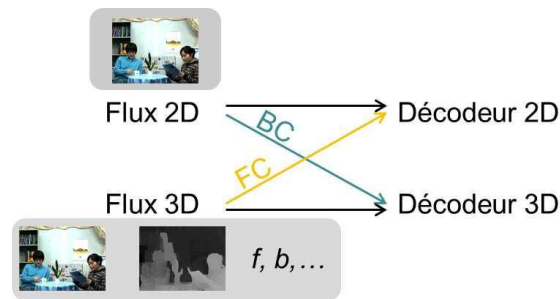 Flux 2D
BC
Décodeur 2D
FC
Flux 3D
Décodeur 3D
f, b,...